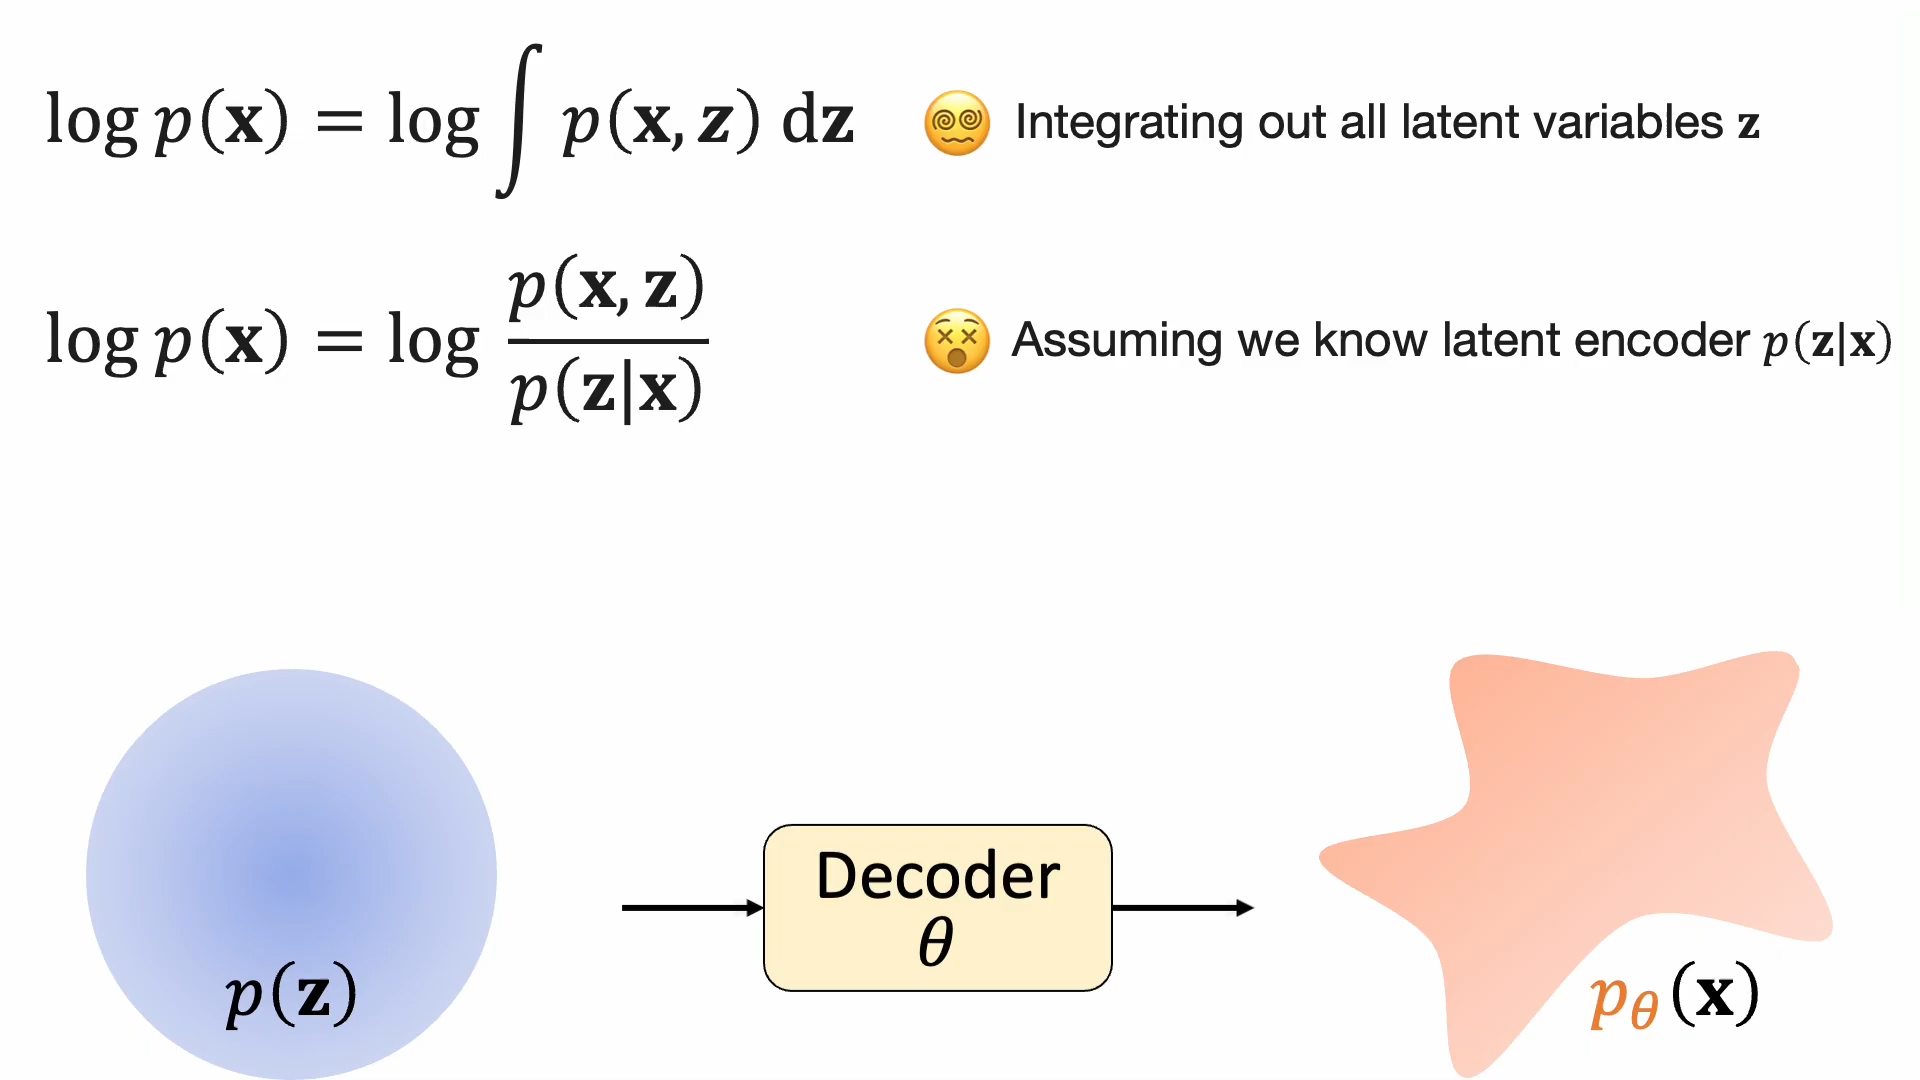 log p(x) = log ∫ p(x, z) dz
Integrating out all latent variables z
log p(x) = log p(x, z) / p(z|x)
Assuming we know latent encoder p(z|x)
p(z)
Decoder
θ
pθ(x)